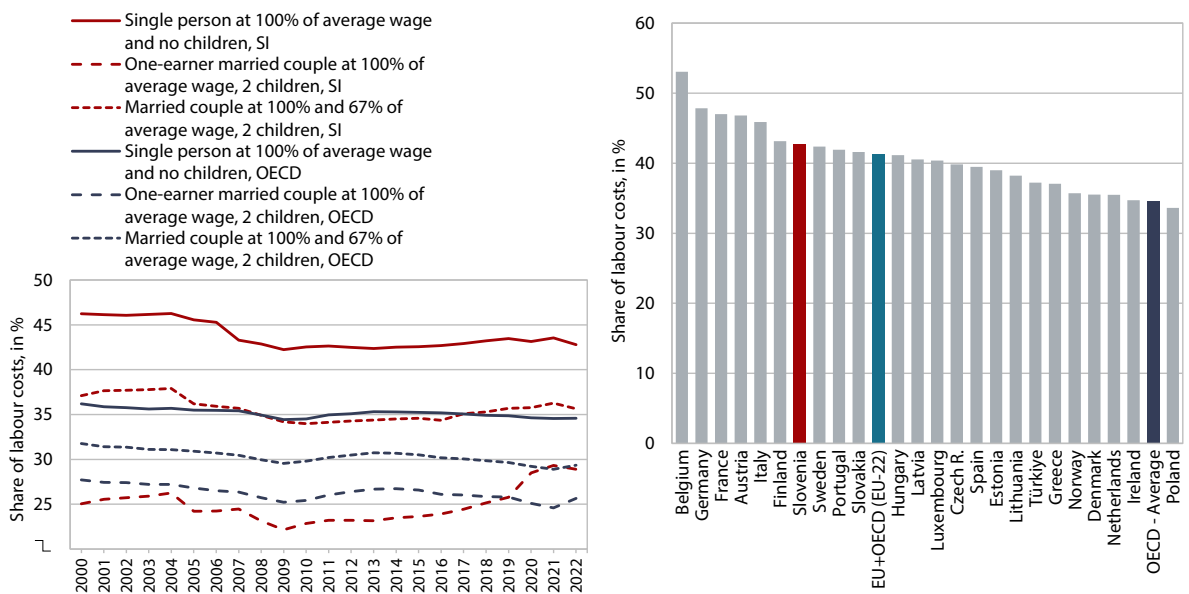 Single person at 100% of average wage
and no children, SI
One-earner married couple at 100% of
average wage, 2 children, SI
Married couple at 100% and 67% of
average wage, 2 children, SI
Single person at 100% of average wage
and no children, OECD
One-earner married couple at 100% of
average wage, 2 children, OECD
Married couple at 100% and 67% of
average wage, 2 children, OECD
Share of labour costs, in %
50
45
40
35
30
25
2000
2001
2002
2003
2004
2005
2006
2007
2008
2009
2010
2011
2012
2013
2014
2015
2016
2017
2018
2019
2020
2021
2022
Share of labour costs, in %
60
50
40
30
20
10
0
Belgium
Germany
France
Austria
Italy
Finland
Slovenia
Sweden
Portugal
Slovakia
EU+OECD (EU-22)
Hungary
Latvia
Luxembourg
Czech R.
Spain
Estonia
Lithuania
Türkiye
Greece
Norway
Denmark
Netherlands
Ireland
OECD - Average
Poland